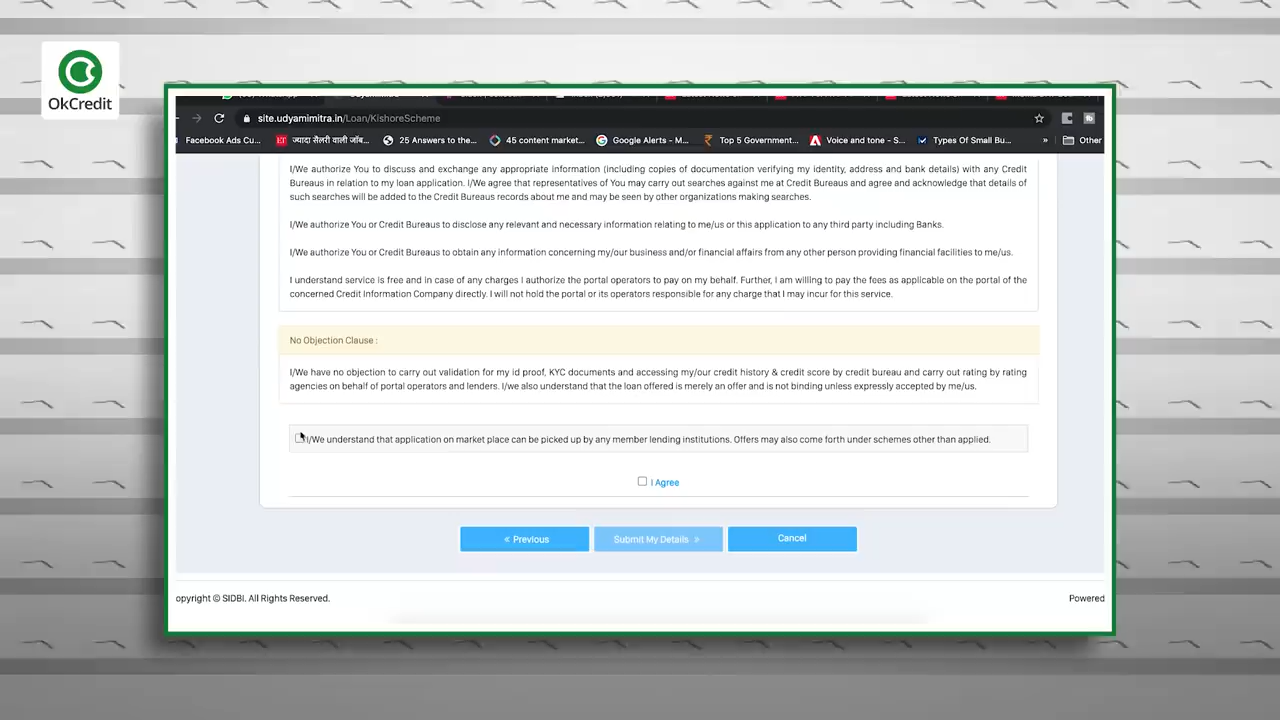 OkCredit
site.udyamimitra.in/Loan/KishoreScheme
Facebook Ads Cu... ज्यादा सैलरी वाली जॉब... 25 Answers to the... 45 content market... Google Alerts - M... Top 5 Government... Voice and tone - S... Types Of Small Bu... » Other
I/We authorize You to discuss and exchange any appropriate information (including copies of documentation verifying my identity, address and bank details) with any Credit
Bureaus in relation to my loan application. I/We agree that representatives of You may carry out searches against me at Credit Bureaus and agree and acknowledge that details of
such searches will be added to the Credit Bureaus records about me and may be seen by other organizations making searches.
I/We authorize You or Credit Bureaus to disclose any relevant and necessary information relating to me/us or this application to any third party including Banks.
I/We authorize You or Credit Bureaus to obtain any information concerning my/our business and/or financial affairs from any other person providing financial facilities to me/us.
I understand service is free and in case of any charges I authorize the portal operators to pay on my behalf. Further, I am willing to pay the fees as applicable on the portal of the
concerned Credit Information Company directly. I will not hold the portal or its operators responsible for any charge that I may incur for this service.
No Objection Clause :
I/We have no objection to carry out validation for my id proof, KYC documents and accessing my/our credit history & credit score by credit bureau and carry out rating by rating
agencies on behalf of portal operators and lenders. I/we also understand that the loan offered is merely an offer and is not binding unless expressly accepted by me/us.
I/We understand that application on market place can be picked up by any member lending institutions. Offers may also come forth under schemes other than applied.
I Agree
« Previous Submit My Details » Cancel
opyright © SIDBI. All Rights Reserved. Powered